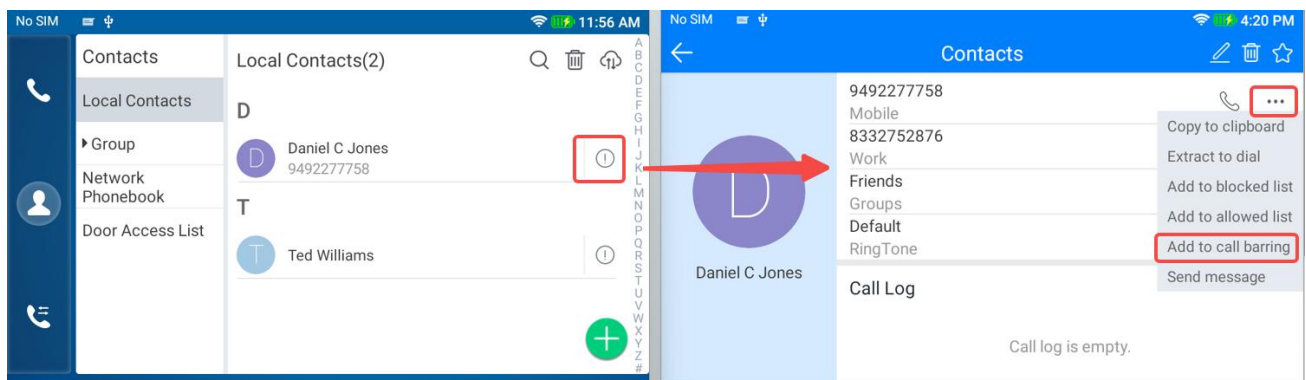 No SIM 11:56 AM
Contacts
Local Contacts
Group
Network
Phonebook
Door Access List
Local Contacts(2)
D
D
Daniel C Jones
9492277758
T
T
Ted Williams
A
B
C
D
E
F
G
H
I
J
K
L
M
N
O
P
Q
R
S
T
U
V
W
X
Y
Z
#
No SIM 4:20 PM
Contacts
D
Daniel C Jones
9492277758
Mobile
8332752876
Work
Friends
Groups
Default
RingTone
Copy to clipboard
Extract to dial
Add to blocked list
Add to allowed list
Add to call barring
Send message
Call Log
Call log is empty.